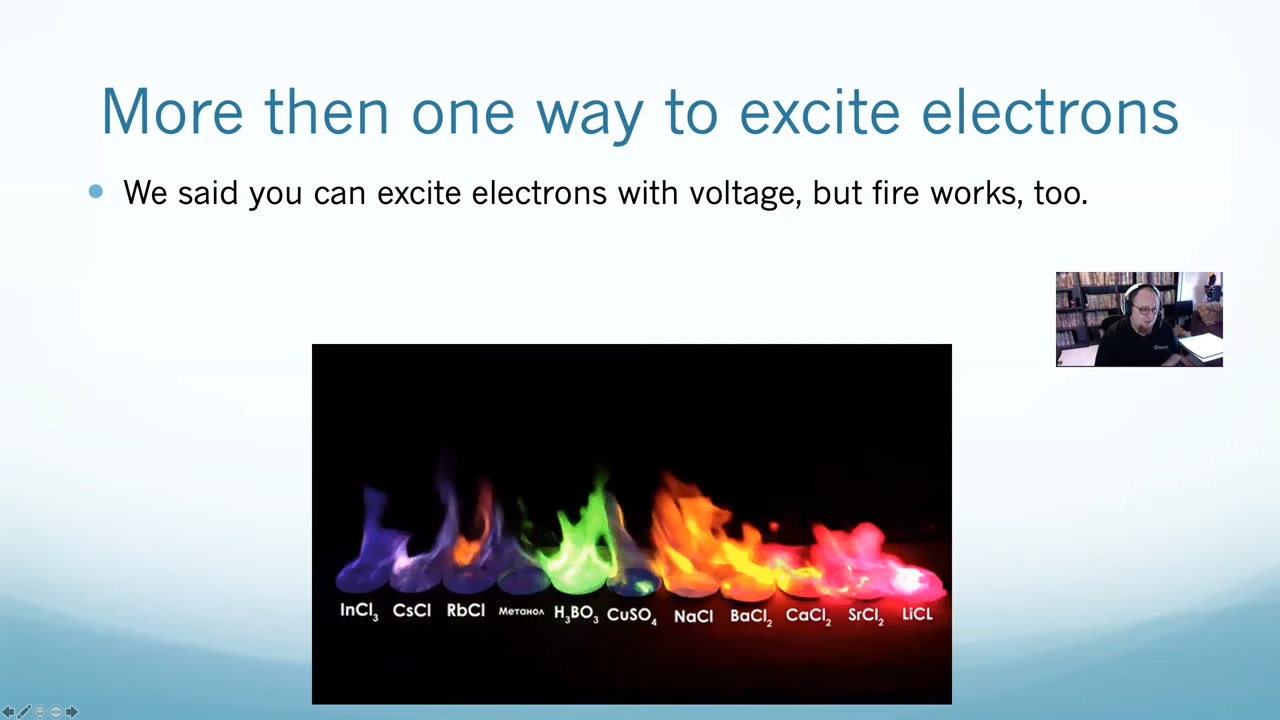 More then one way to excite electrons
We said you can excite electrons with voltage, but fire works, too.
InCl₃ CsCl RbCl Метанол H₃BO₃ CuSO₄ NaCl BaCl₂ CaCl₂ SrCl₂ LiCL